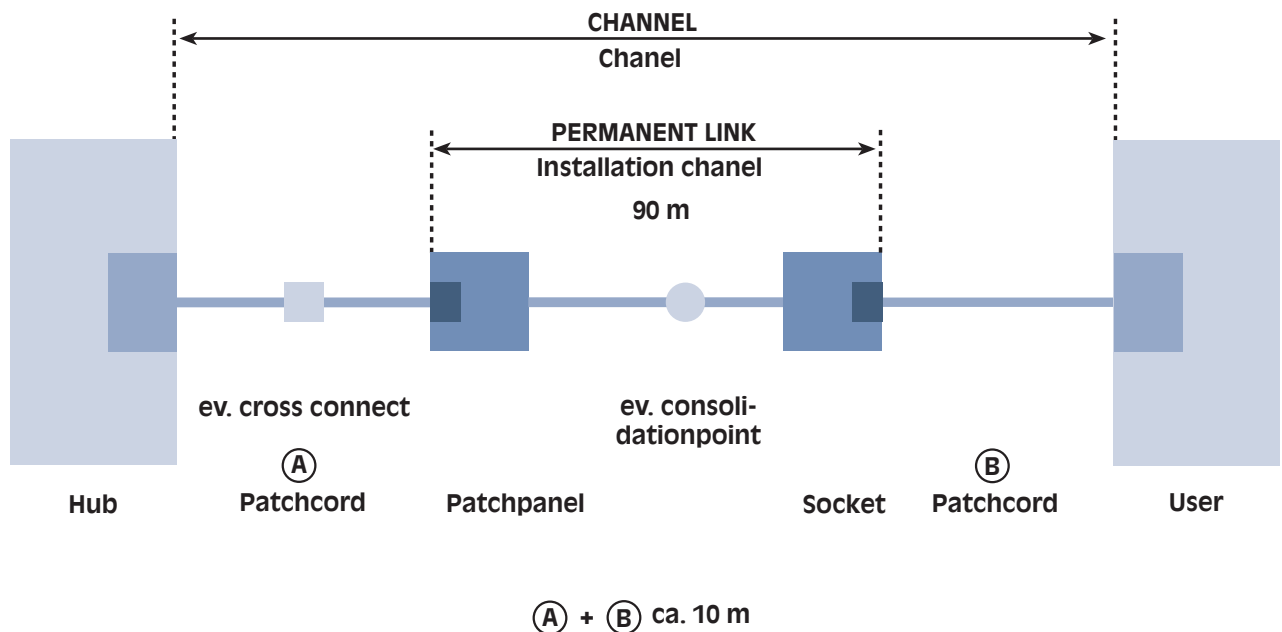 CHANNEL
Chanel
PERMANENT LINK
Installation chanel
90 m
ev. cross connect
ev. consoli-
dationpoint
A
B
Hub
Patchcord
Patchpanel
Socket
Patchcord
User
A + B ca. 10 m